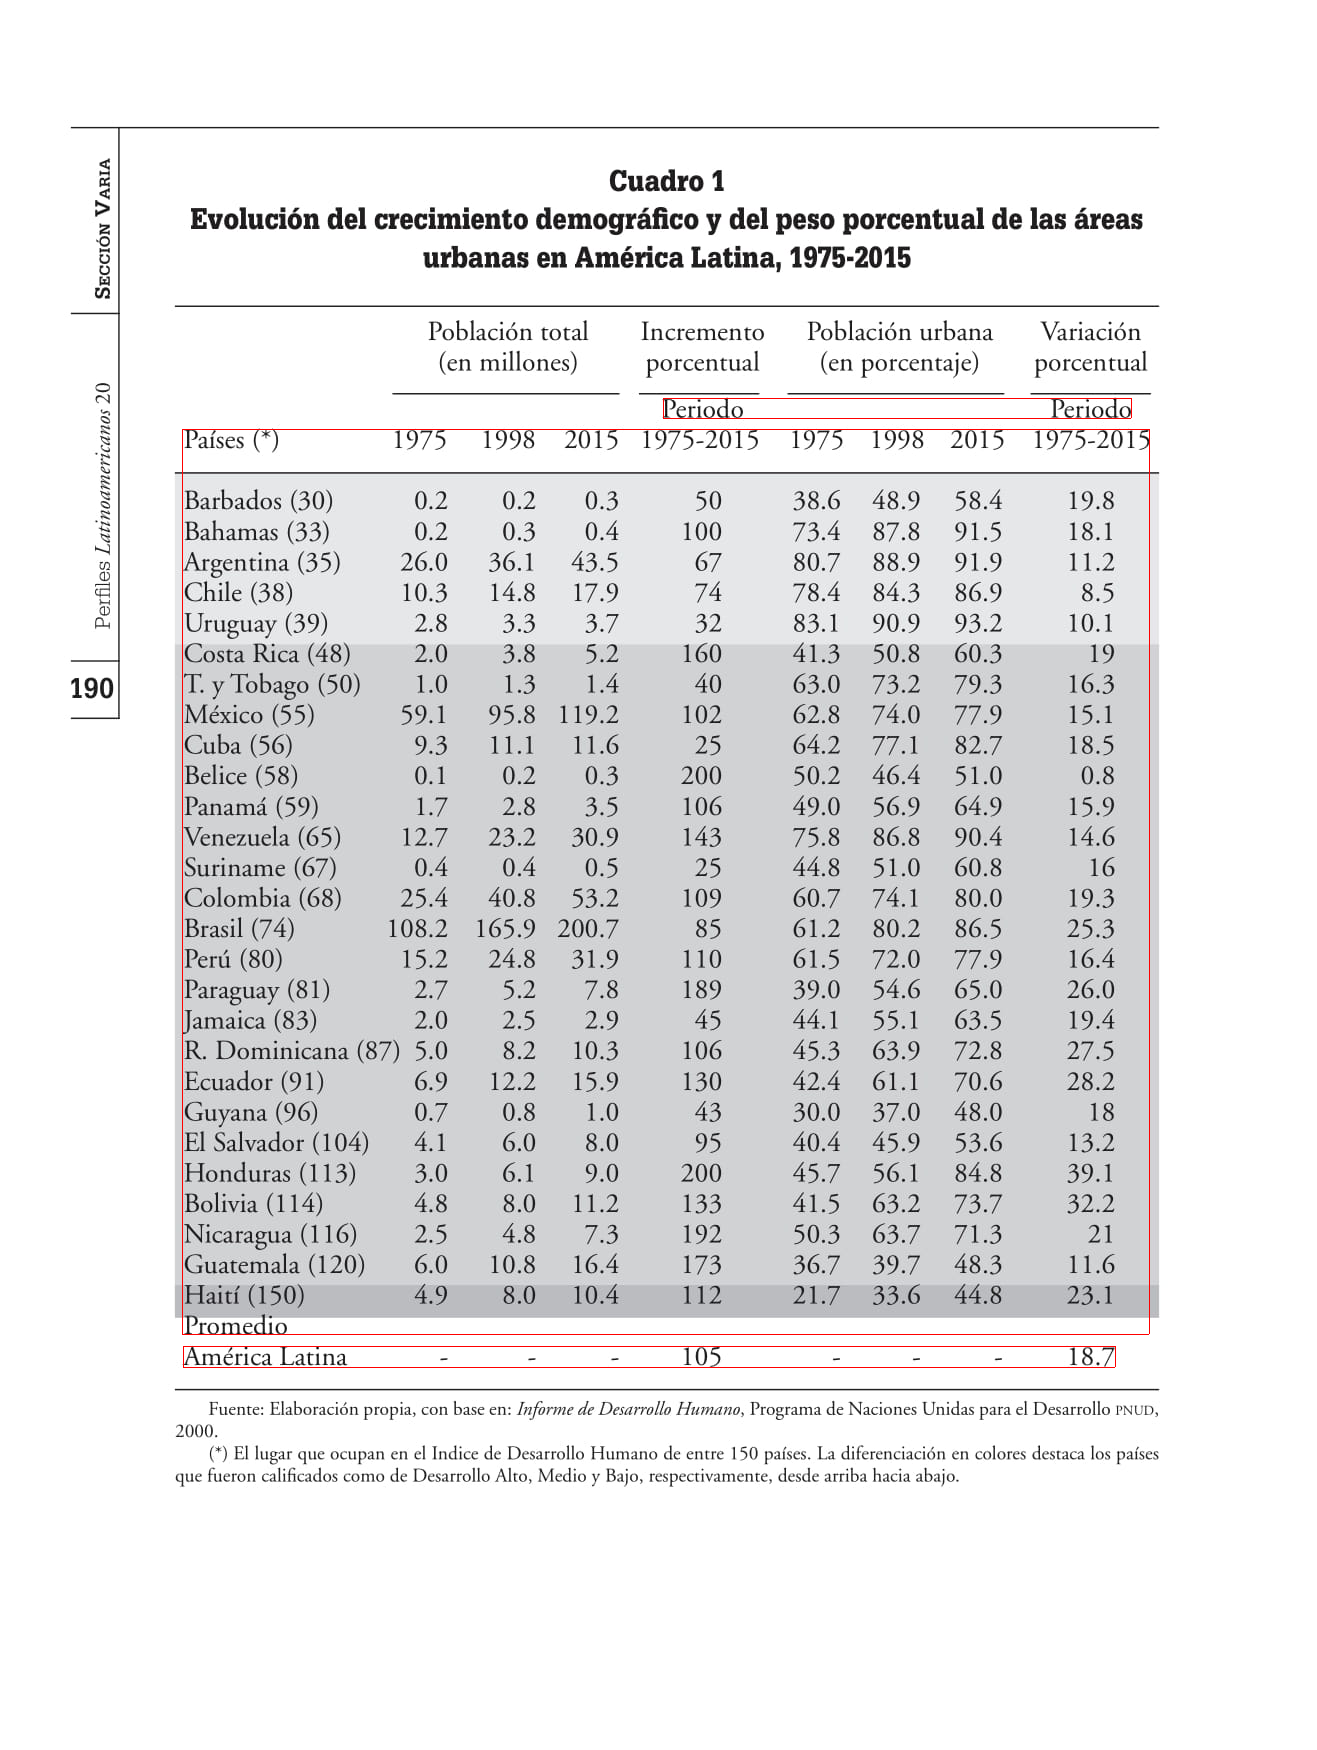 Sección Varia
Perfiles Latinoamericanos 20
190
Cuadro 1
Evolución del crecimiento demográfico y del peso porcentual de las áreas
urbanas en América Latina, 1975-2015
Población total Incremento Población urbana Variación
(en millones) porcentual (en porcentaje) porcentual
Periodo Periodo
Países (*) 1975 1998 2015 1975-2015 1975 1998 2015 1975-2015
Barbados (30) 0.2 0.2 0.3 50 38.6 48.9 58.4 19.8
Bahamas (33) 0.2 0.3 0.4 100 73.4 87.8 91.5 18.1
Argentina (35) 26.0 36.1 43.5 67 80.7 88.9 91.9 11.2
Chile (38) 10.3 14.8 17.9 74 78.4 84.3 86.9 8.5
Uruguay (39) 2.8 3.3 3.7 32 83.1 90.9 93.2 10.1
Costa Rica (48) 2.0 3.8 5.2 160 41.3 50.8 60.3 19
T. y Tobago (50) 1.0 1.3 1.4 40 63.0 73.2 79.3 16.3
México (55) 59.1 95.8 119.2 102 62.8 74.0 77.9 15.1
Cuba (56) 9.3 11.1 11.6 25 64.2 77.1 82.7 18.5
Belice (58) 0.1 0.2 0.3 200 50.2 46.4 51.0 0.8
Panamá (59) 1.7 2.8 3.5 106 49.0 56.9 64.9 15.9
Venezuela (65) 12.7 23.2 30.9 143 75.8 86.8 90.4 14.6
Suriname (67) 0.4 0.4 0.5 25 44.8 51.0 60.8 16
Colombia (68) 25.4 40.8 53.2 109 60.7 74.1 80.0 19.3
Brasil (74) 108.2 165.9 200.7 85 61.2 80.2 86.5 25.3
Perú (80) 15.2 24.8 31.9 110 61.5 72.0 77.9 16.4
Paraguay (81) 2.7 5.2 7.8 189 39.0 54.6 65.0 26.0
Jamaica (83) 2.0 2.5 2.9 45 44.1 55.1 63.5 19.4
R. Dominicana (87) 5.0 8.2 10.3 106 45.3 63.9 72.8 27.5
Ecuador (91) 6.9 12.2 15.9 130 42.4 61.1 70.6 28.2
Guyana (96) 0.7 0.8 1.0 43 30.0 37.0 48.0 18
El Salvador (104) 4.1 6.0 8.0 95 40.4 45.9 53.6 13.2
Honduras (113) 3.0 6.1 9.0 200 45.7 56.1 84.8 39.1
Bolivia (114) 4.8 8.0 11.2 133 41.5 63.2 73.7 32.2
Nicaragua (116) 2.5 4.8 7.3 192 50.3 63.7 71.3 21
Guatemala (120) 6.0 10.8 16.4 173 36.7 39.7 48.3 11.6
Haití (150) 4.9 8.0 10.4 112 21.7 33.6 44.8 23.1
Promedio
América Latina - - - 105 - - - 18.7
Fuente: Elaboración propia, con base en: Informe de Desarrollo Humano, Programa de Naciones Unidas para el Desarrollo PNUD,
2000.
(*) El lugar que ocupan en el Indice de Desarrollo Humano de entre 150 países. La diferenciación en colores destaca los países
que fueron calificados como de Desarrollo Alto, Medio y Bajo, respectivamente, desde arriba hacia abajo.